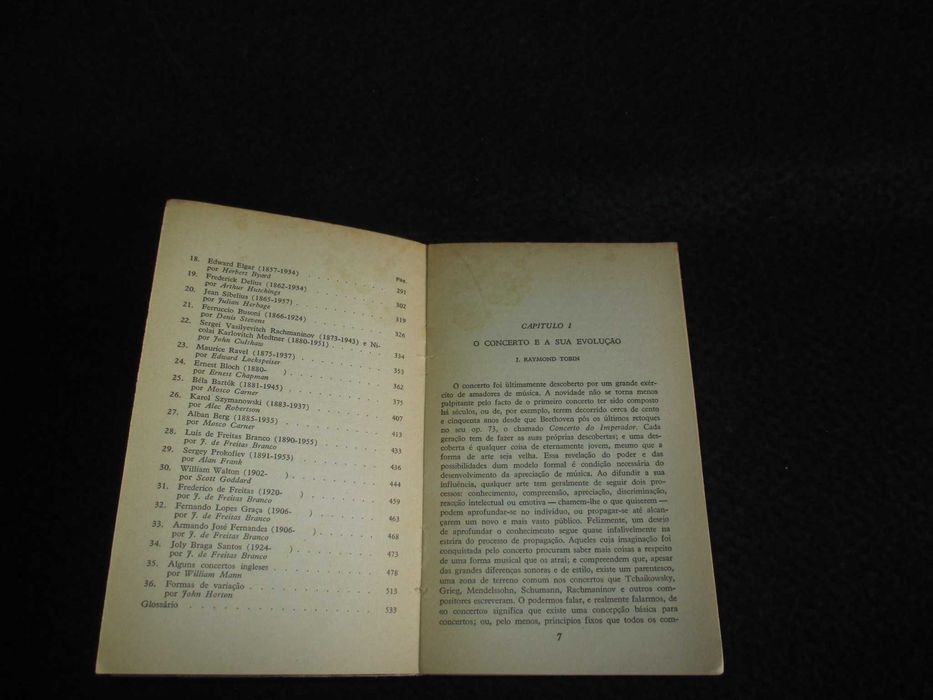 Pág.
18. Edward Elgar (1857-1934) . . . . . . . 291
por Herbert Byard
19. Frederick Delius (1862-1934) . . . . . . . 302
por Arthur Hutchings
20. Jean Sibelius (1865-1957) . . . . . . . 319
por Julian Herbage
21. Ferruccio Busoni (1866-1924) . . . . . . . 326
por Denis Stevens
22. Sergei Vasilyevitch Rachmaninov (1873-1943) e Ni-
colai Karlovitch Medtner (1880-1951) . . . . 334
por John Culshaw
23. Maurice Ravel (1875-1937) . . . . . . . 353
por Edward Lockspeiser
24. Ernest Bloch (1880- ) . . . . . . . 362
por Ernest Chapman
25. Béla Bartók (1881-1945) . . . . . . . 375
por Mosco Carner
26. Karol Szymanowski (1883-1937) . . . . . . . 407
por Alec Robertson
27. Alban Berg (1885-1935) . . . . . . . 413
por Mosco Carner
28. Luís de Freitas Branco (1890-1955) . . . . . . . 433
por J. de Freitas Branco
29. Sergey Prokofiev (1891-1953) . . . . . . . 436
por Alan Frank
30. William Walton (1902- ) . . . . . . . 444
por Scott Goddard
31. Frederico de Freitas (1920- ) . . . . . . . 459
por J. de Freitas Branco
32. Fernando Lopes Graça (1906- ) . . . . . . . 463
por J. de Freitas Branco
33. Armando José Fernandes (1906- ) . . . . . . . 468
por J. de Freitas Branco
34. Joly Braga Santos (1924- ) . . . . . . . 473
por J. de Freitas Branco
35. Alguns concertos ingleses . . . . . . . 478
por William Mann
36. Formas de variação . . . . . . . 513
por John Horton
Glossário . . . . . . . 533
CAPITULO 1
O CONCERTO E A SUA EVOLUÇÃO
J. RAYMOND TOBIN
O concerto foi últimamente descoberto por um grande exér-
cito de amadores de música. A novidade não se torna menos
palpitante pelo facto de o primeiro concerto ter sido composto
há séculos, ou de, por exemplo, terem decorrido cerca de cento
e cinquenta anos desde que Beethoven pôs os últimos retoques
no seu op. 73, o chamado Concerto do Imperador. Cada
geração tem de fazer as suas próprias descobertas; e uma des-
coberta é qualquer coisa de eternamente jovem, mesmo que a
forma de arte seja velha. Essa revelação do poder e das
possibilidades dum modelo formal é condição necessária do
desenvolvimento da apreciação de música. Ao difundir a sua
influência, qualquer arte tem geralmente de seguir dois pro-
cessos: conhecimento, compreensão, apreciação, discriminação,
reacção intelectual ou emotiva — chamem-lhe o que quiserem —
podem aprofundar-se no indivíduo, ou propagar-se até alcan-
çarem um novo e mais vasto público. Felizmente, um desejo
de aprofundar o conhecimento segue quase infalivelmente na
esteira do processo de propagação. Aqueles cuja imaginação foi
conquistada pelo concerto procuram saber mais coisas a respeito
de uma forma musical que os atrai; e compreendem que, apesar
das grandes diferenças sonoras e de estilo, existe um parentesco,
uma zona de terreno comum nos concertos que Tchaikowsky,
Grieg, Mendelssohn, Schumann, Rachmaninov e outros com-
positores escreveram. O podermos falar, e realmente falarmos, de
«o concerto» significa que existe uma concepção básica para
concertos; ou, pelo menos, princípios fixos que todos os com-
7